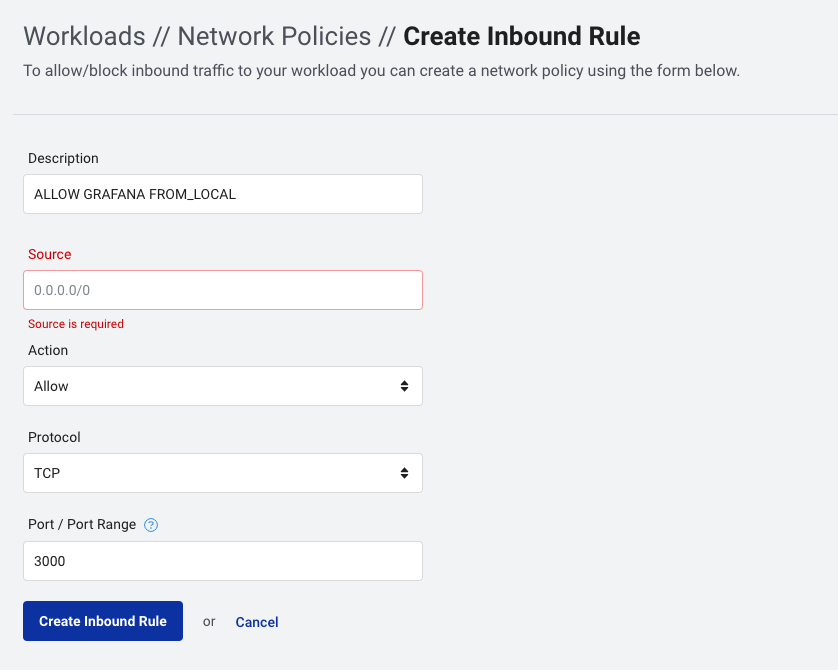 Workloads // Network Policies // Create Inbound Rule
To allow/block inbound traffic to your workload you can create a network policy using the form below.
Description
ALLOW GRAFANA FROM_LOCAL
Source
0.0.0.0/0
Source is required
Action
Allow
Protocol
TCP
Port / Port Range ?
3000
Create Inbound Rule or Cancel